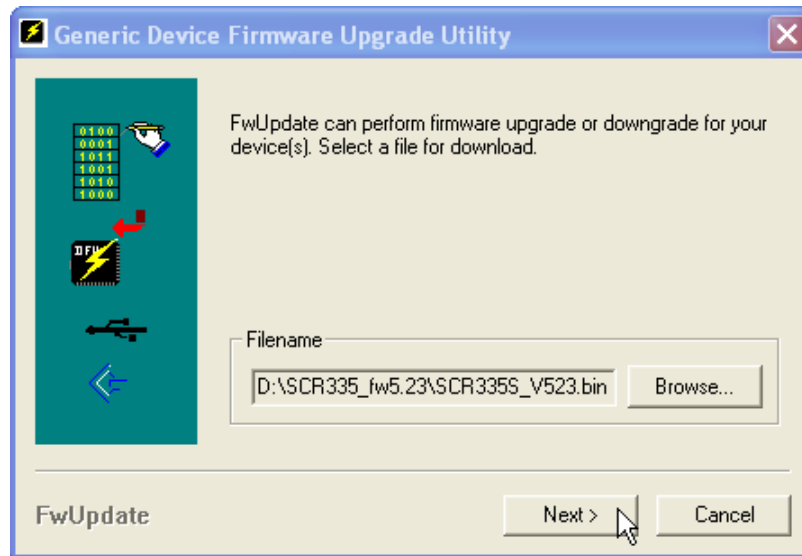 Generic Device Firmware Upgrade Utility
0100
0001
1011
1001
1010
1000
DFU
FwUpdate can perform firmware upgrade or downgrade for your
device(s). Select a file for download.
Filename
D:\SCR335_fw5.23\SCR335S_V523.bin
Browse...
FwUpdate
Next >
Cancel